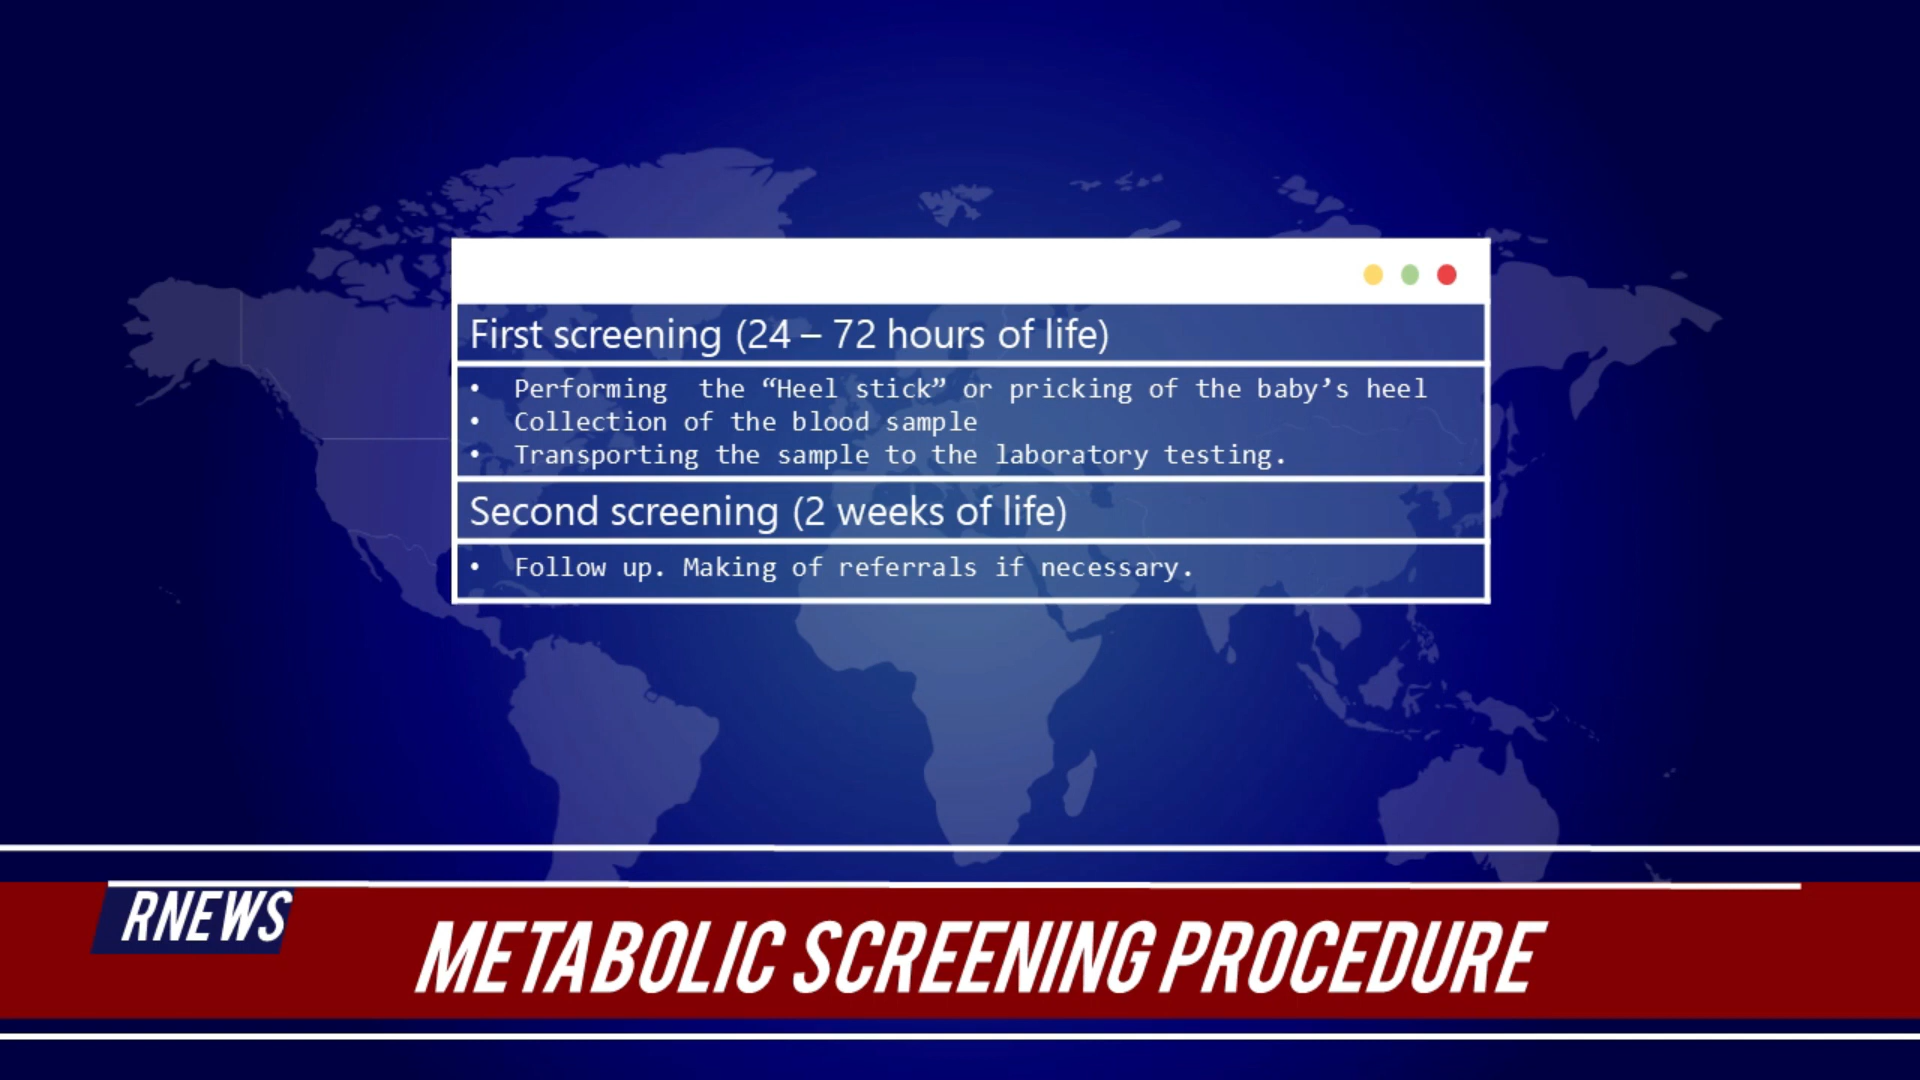 First screening (24 – 72 hours of life)
• Performing  the “Heel stick” or pricking of the baby’s heel
• Collection of the blood sample
• Transporting the sample to the laboratory testing.
Second screening (2 weeks of life)
• Follow up. Making of referrals if necessary.
RNEWS
METABOLIC SCREENING PROCEDURE